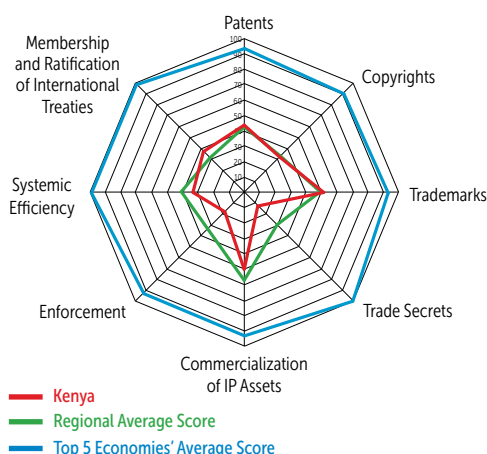 Patents
Membership
and Ratification
of International
Treaties
Copyrights
100
90
80
70
60
50
40
30
20
10
Systemic
Efficiency
Trademarks
Enforcement
Trade Secrets
Commercialization
of IP Assets
Kenya
Regional Average Score
Top 5 Economies' Average Score